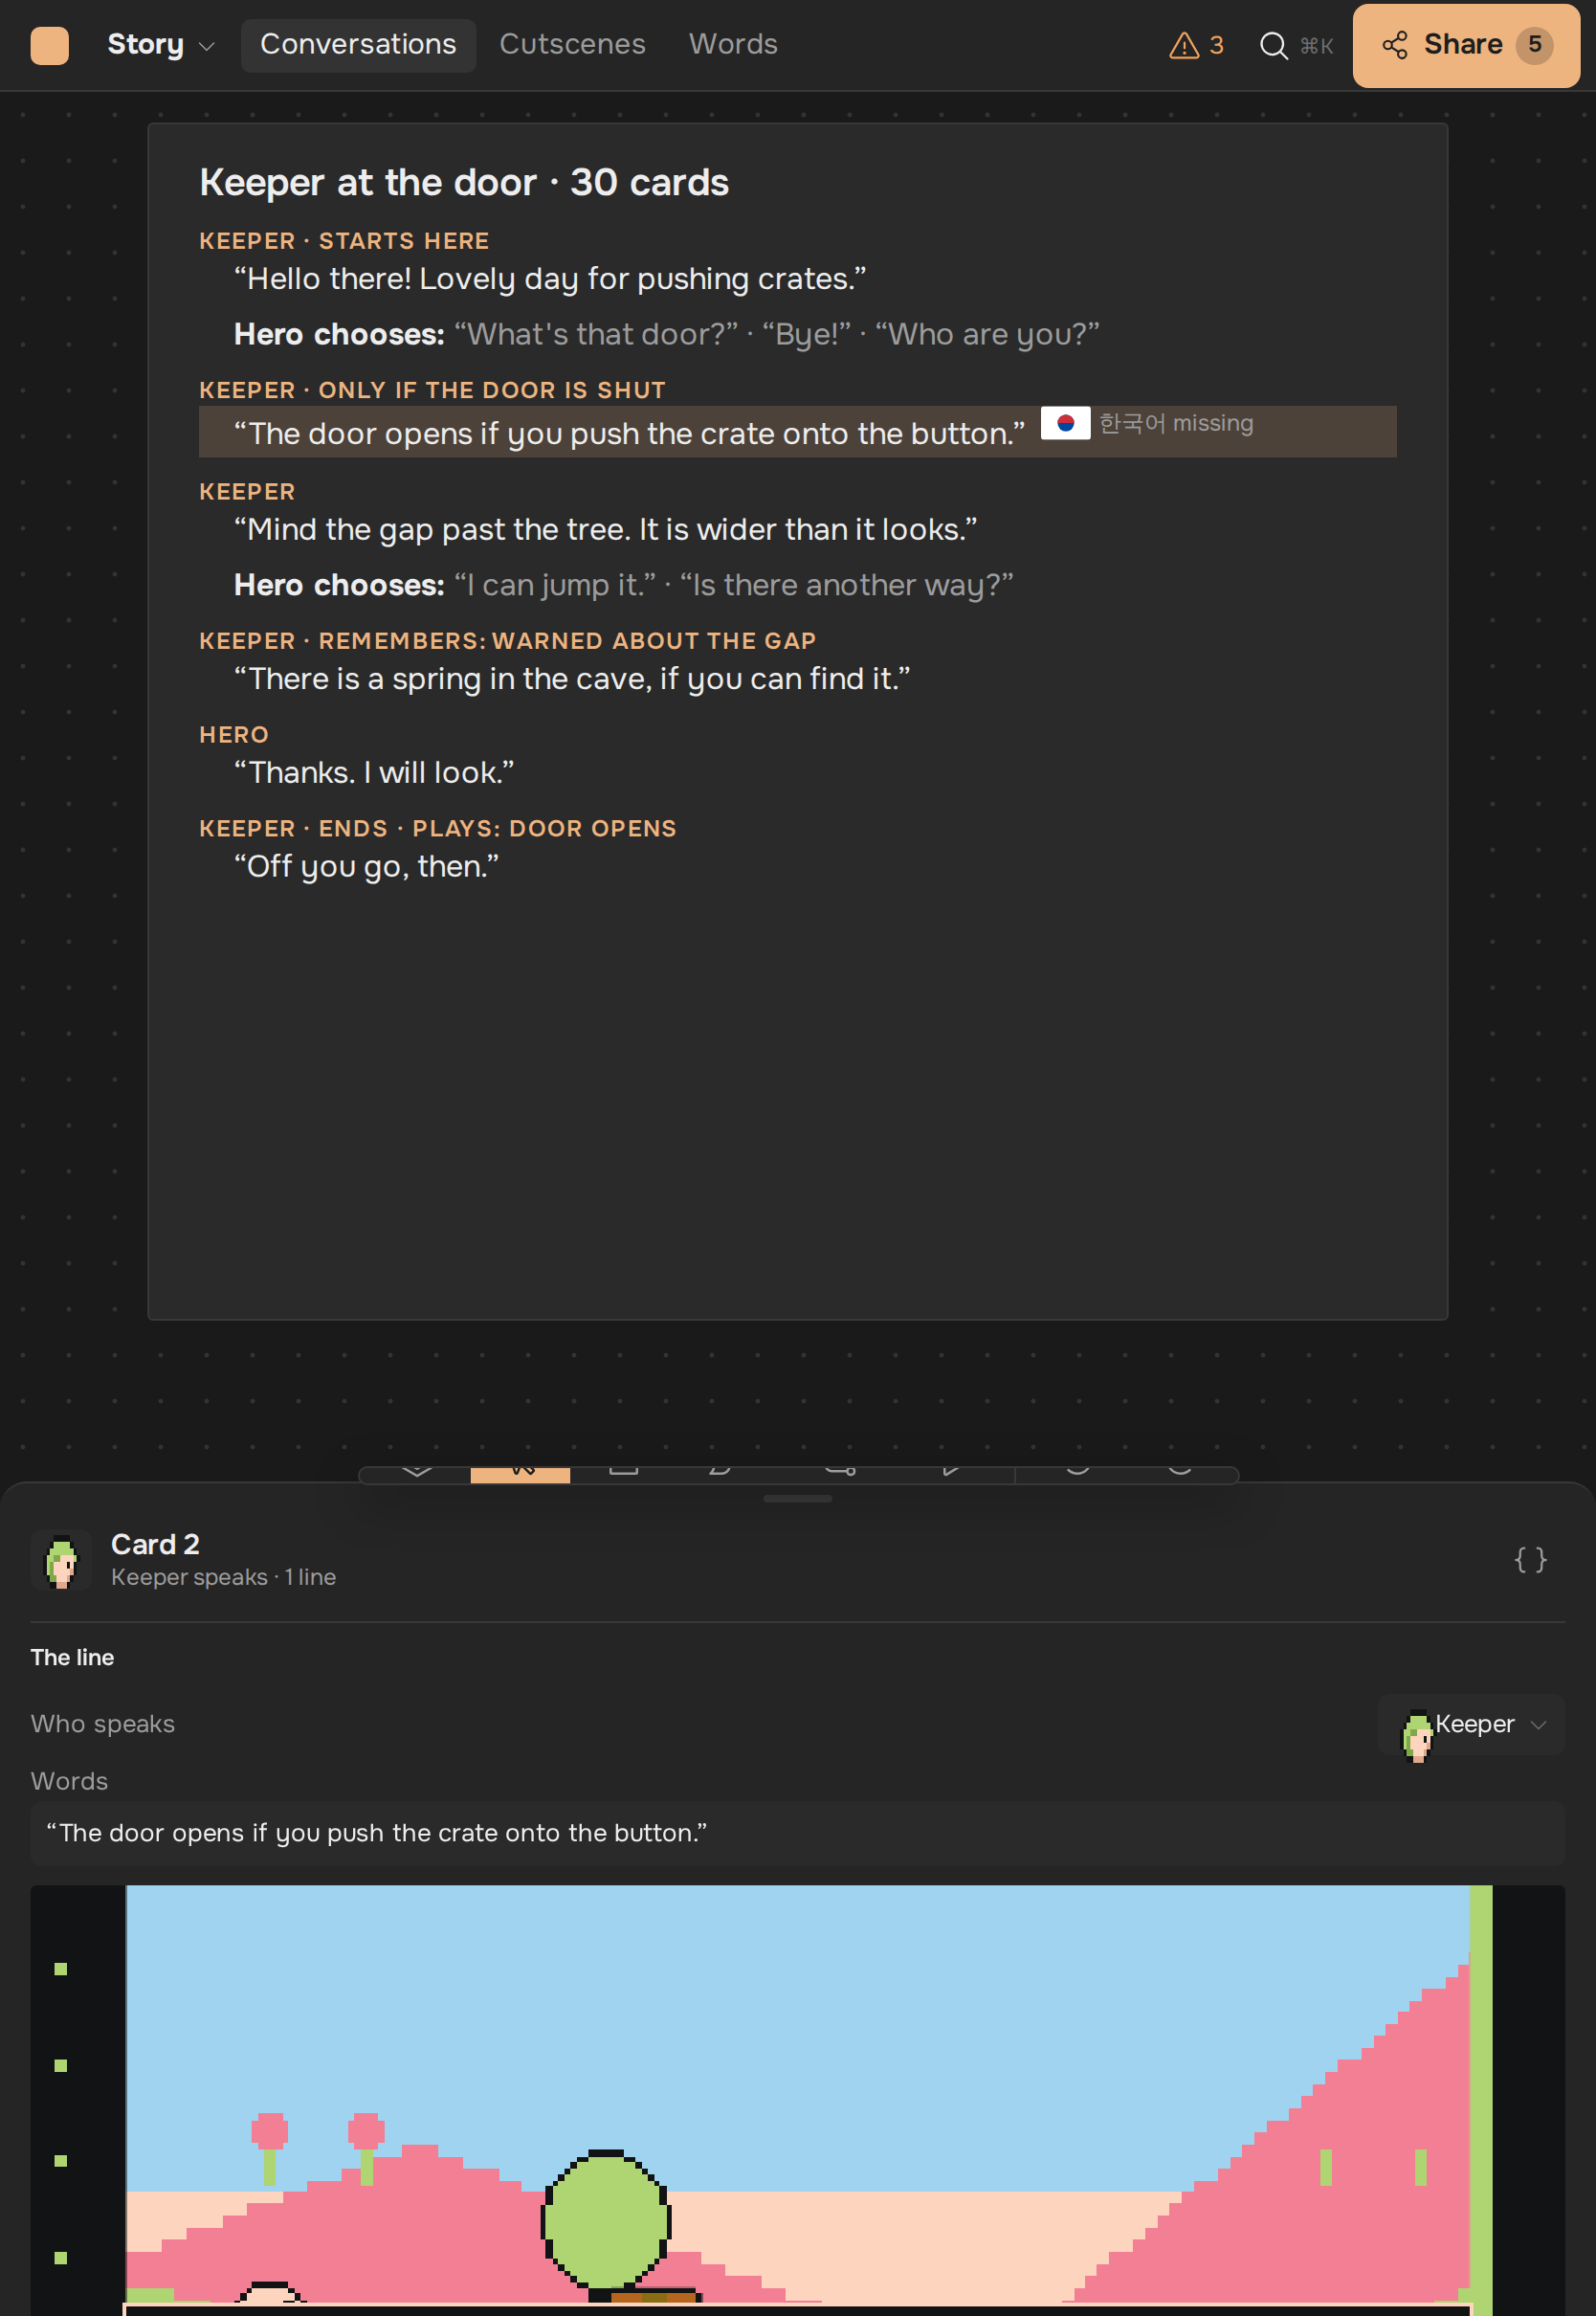 Story Conversations Cutscenes Words 3 ⌘K Share 5
Keeper at the door · 30 cards
KEEPER · STARTS HERE
“Hello there! Lovely day for pushing crates.”
Hero chooses: “What's that door?” · “Bye!” · “Who are you?”
KEEPER · ONLY IF THE DOOR IS SHUT
“The door opens if you push the crate onto the button.” 한국어 missing
KEEPER
“Mind the gap past the tree. It is wider than it looks.”
Hero chooses: “I can jump it.” · “Is there another way?”
KEEPER · REMEMBERS: WARNED ABOUT THE GAP
“There is a spring in the cave, if you can find it.”
HERO
“Thanks. I will look.”
KEEPER · ENDS · PLAYS: DOOR OPENS
“Off you go, then.”
Card 2
Keeper speaks · 1 line
{ }
The line
Who speaks
Keeper
Words
“The door opens if you push the crate onto the button.”